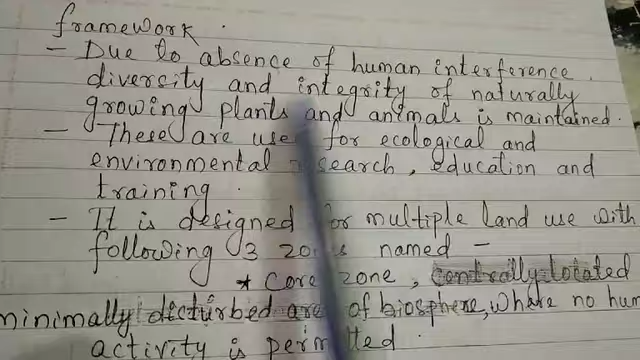 framework.
- Due to absence of human interference.
diversity and integrity of naturally
growing plants and animals is maintained.
- These are use for ecological and
environmental research, education and
training.
- It is designed for multiple land use with
following 3 zones named -
* Core zone, centrally located
minimally disturbed area of biosphere, where no hum
activity is permitted.